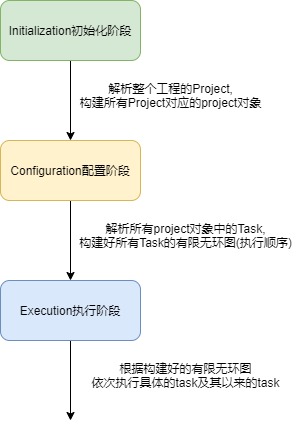 Initialization初始化阶段
解析整个工程的Project,
构建所有Project对应的project对象
Configuration配置阶段
解析所有project对象中的Task,
构建好所有Task的有限无环图(执行顺序)
Execution执行阶段
根据构建好的有限无环图
依次执行具体的task及其以来的task